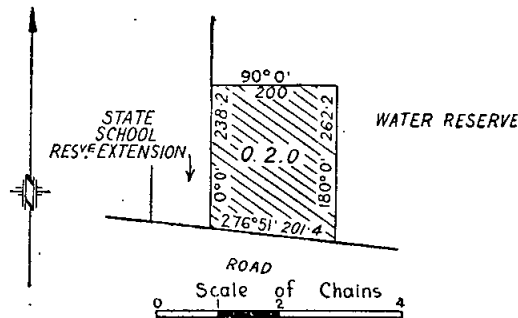 90° 0'
200
238·2
262·2
STATE
SCHOOL
RESVE EXTENSION
WATER RESERVE
0. 2. 0
0° 0'
180° 0'
276° 51' 201·4
ROAD
Scale of Chains
0 1 2 4